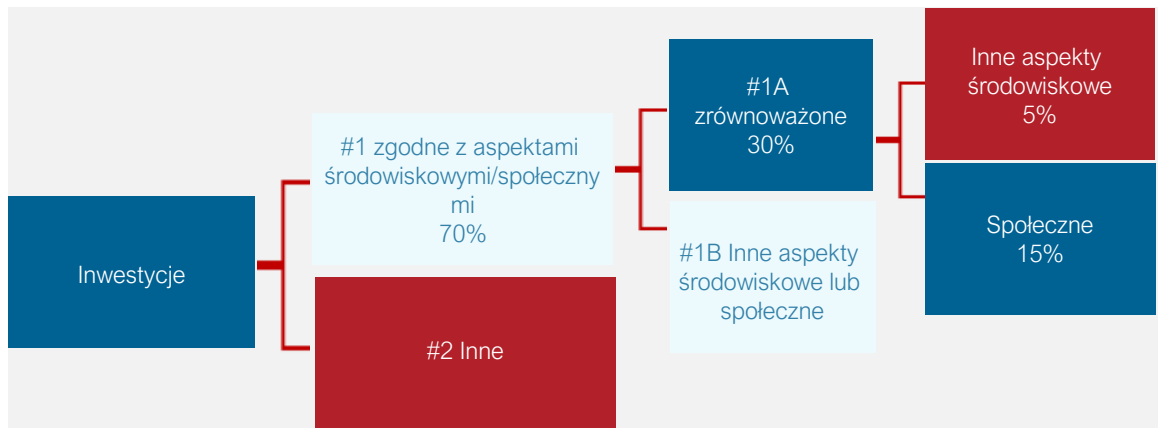 Inwestycje
#1 zgodne z aspektami
środowiskowymi/społeczny
mi
70%
#2 Inne
#1A
zrównoważone
30%
#1B Inne aspekty
środowiskowe lub
społeczne
Inne aspekty
środowiskowe
5%
Społeczne
15%